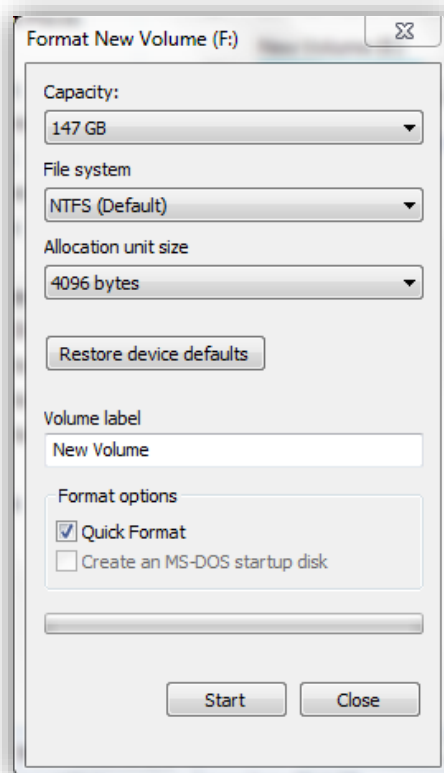 Format New Volume (F:)
Capacity:
147 GB
File system
NTFS (Default)
Allocation unit size
4096 bytes
Restore device defaults
Volume label
New Volume
Format options
Quick Format
Create an MS-DOS startup disk
Start
Close